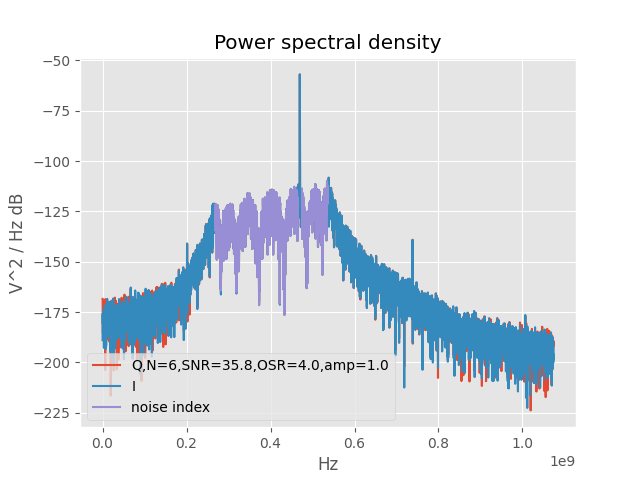 Power spectral density
−50
−75
−100
−125
−150
−175
−200
−225
V^2 / Hz dB
Q,N=6,SNR=35.8,OSR=4.0,amp=1.0
I
noise index
0.0
0.2
0.4
0.6
0.8
1.0
1e9
Hz